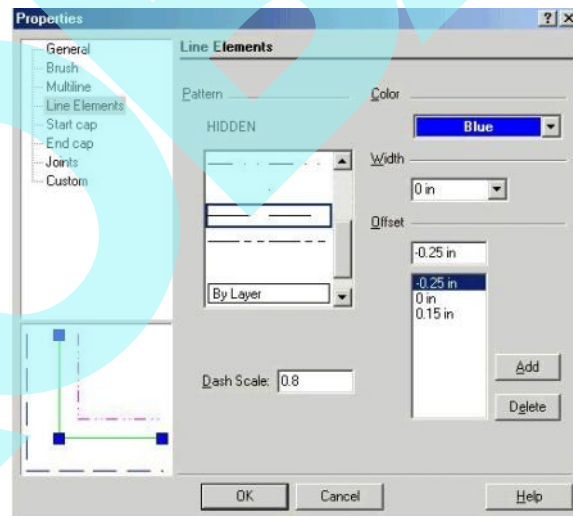 Properties
General
Brush
Multiline
Line Elements
Start cap
End cap
Joints
Custom
Line Elements
Pattern
HIDDEN
By Layer
Dash Scale: 0.8
Color
Blue
Width
0 in
Offset
-0.25 in
-0.25 in
0 in
0.15 in
Add
Delete
OK
Cancel
Help